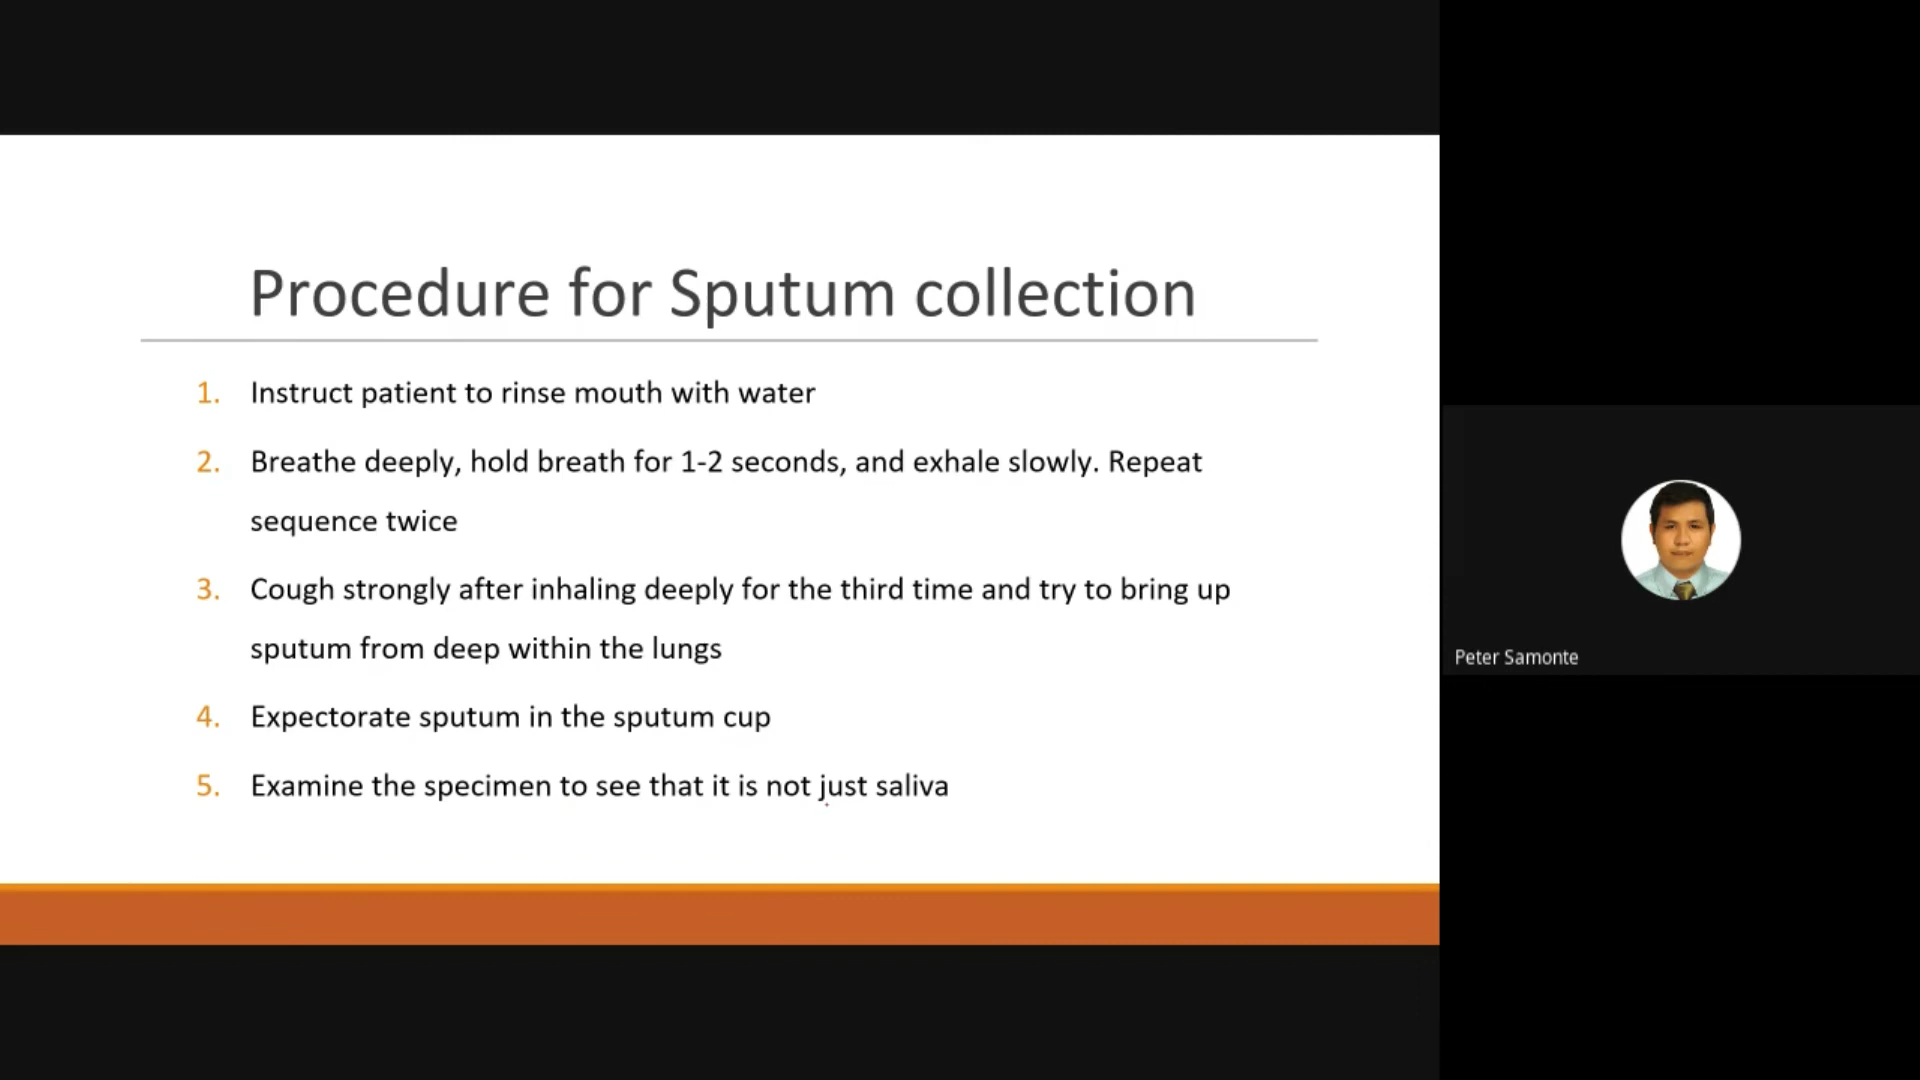 Procedure for Sputum collection
1. Instruct patient to rinse mouth with water
2. Breathe deeply, hold breath for 1-2 seconds, and exhale slowly. Repeat
sequence twice
3. Cough strongly after inhaling deeply for the third time and try to bring up
sputum from deep within the lungs
4. Expectorate sputum in the sputum cup
5. Examine the specimen to see that it is not just saliva
Peter Samonte